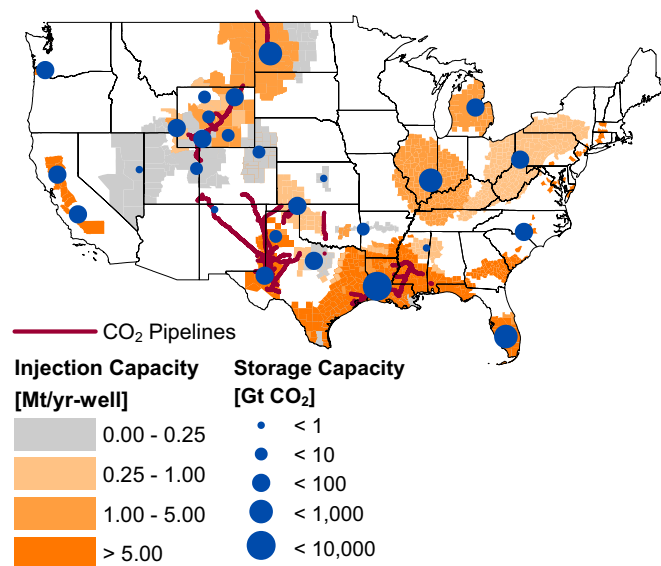 CO₂ Pipelines
Injection Capacity
[Mt/yr-well]
0.00 - 0.25
0.25 - 1.00
1.00 - 5.00
> 5.00
Storage Capacity
[Gt CO₂]
< 1
< 10
< 100
< 1,000
< 10,000